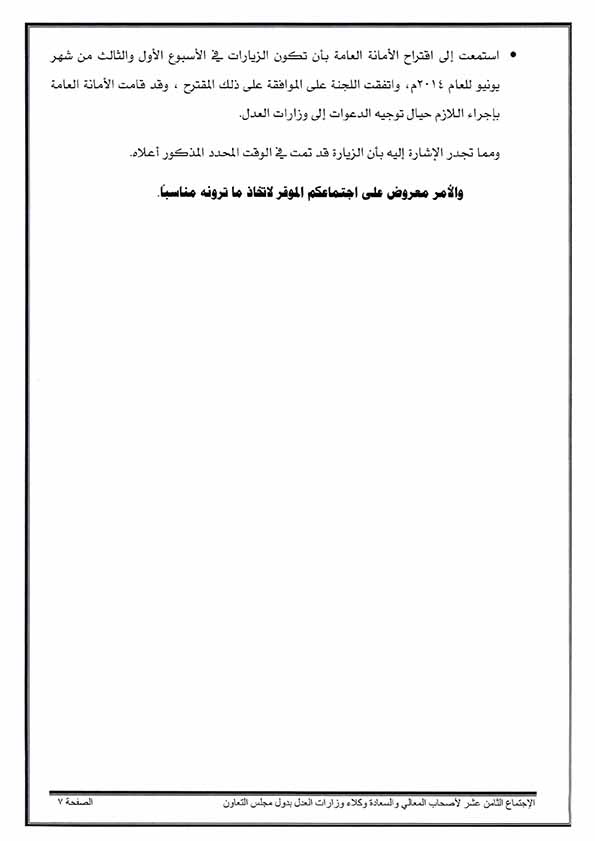 • استمعت إلى اقتراح الأمانة العامة بأن تكون الزيارات في الأسبوع الأول والثالث من شهر
يونيو للعام ٢٠١٤م، واتفقت اللجنة على الموافقة على ذلك المقترح ، وقد قامت الأمانة العامة
بإجراء اللازم حيال توجيه الدعوات إلى وزارات العدل.
ومما تجدر الإشارة إليه بأن الزيارة قد تمت في الوقت المحدد المذكور أعلاه.
والأمر معروض على اجتماعكم الموقر لاتخاذ ما ترونه مناسبًا.
الإجتماع الثامن عشر لأصحاب المعالي والسعادة وكلاء وزارات العدل بدول مجلس التعاون الصفحة ٧